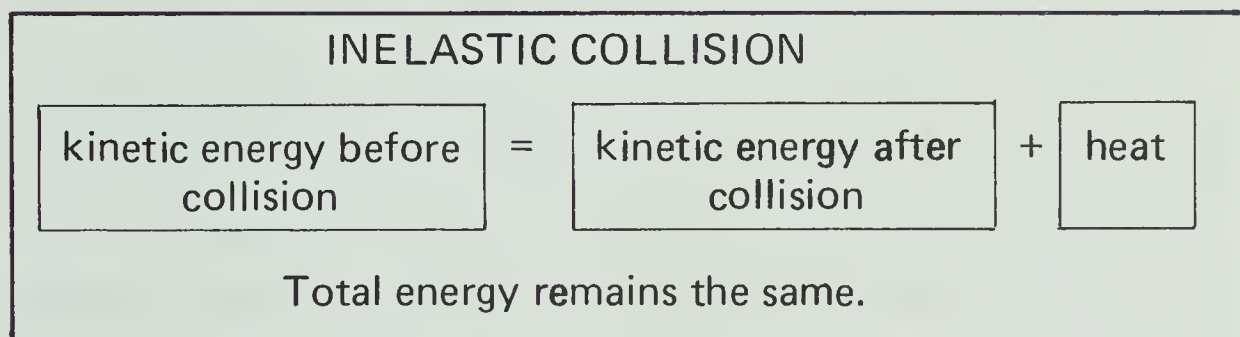 INELASTIC COLLISION
kinetic energy before = kinetic energy after + heat
collision collision
Total energy remains the same.